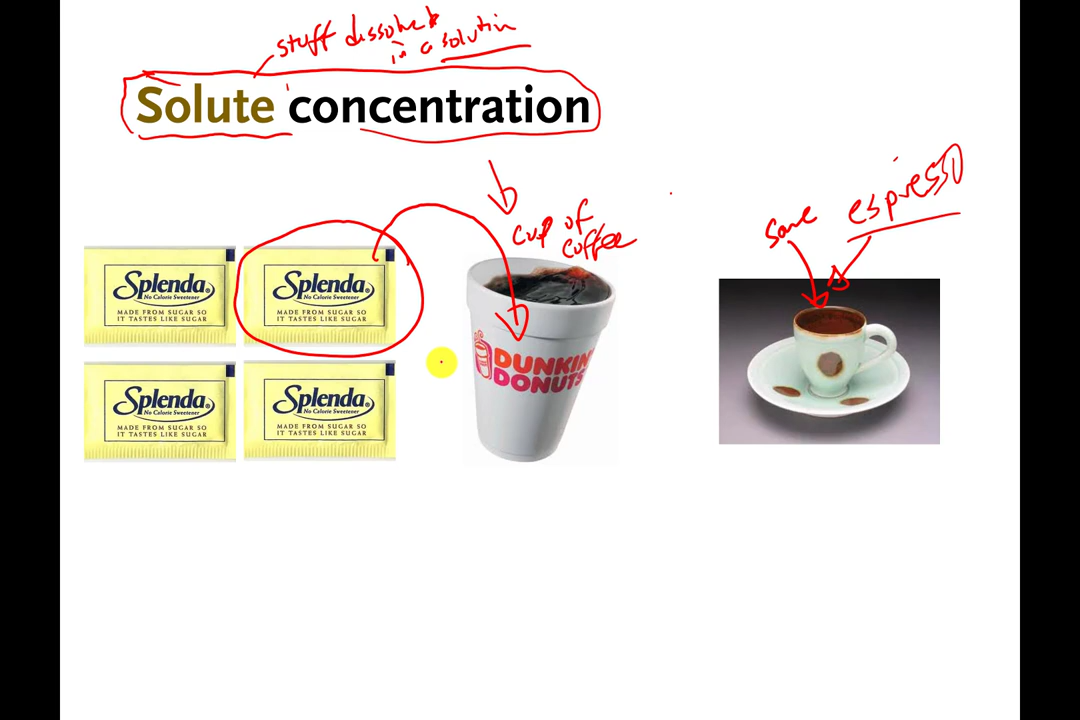 stuff dissolved
in a solution
Solute concentration
cup of
coffee
same espresso
Splenda®
No Calorie Sweetener
MADE FROM SUGAR SO
IT TASTES LIKE SUGAR
Splenda®
No Calorie Sweetener
MADE FROM SUGAR SO
IT TASTES LIKE SUGAR
DUNKIN'
DONUTS
Splenda®
No Calorie Sweetener
MADE FROM SUGAR SO
IT TASTES LIKE SUGAR
Splenda®
No Calorie Sweetener
MADE FROM SUGAR SO
IT TASTES LIKE SUGAR